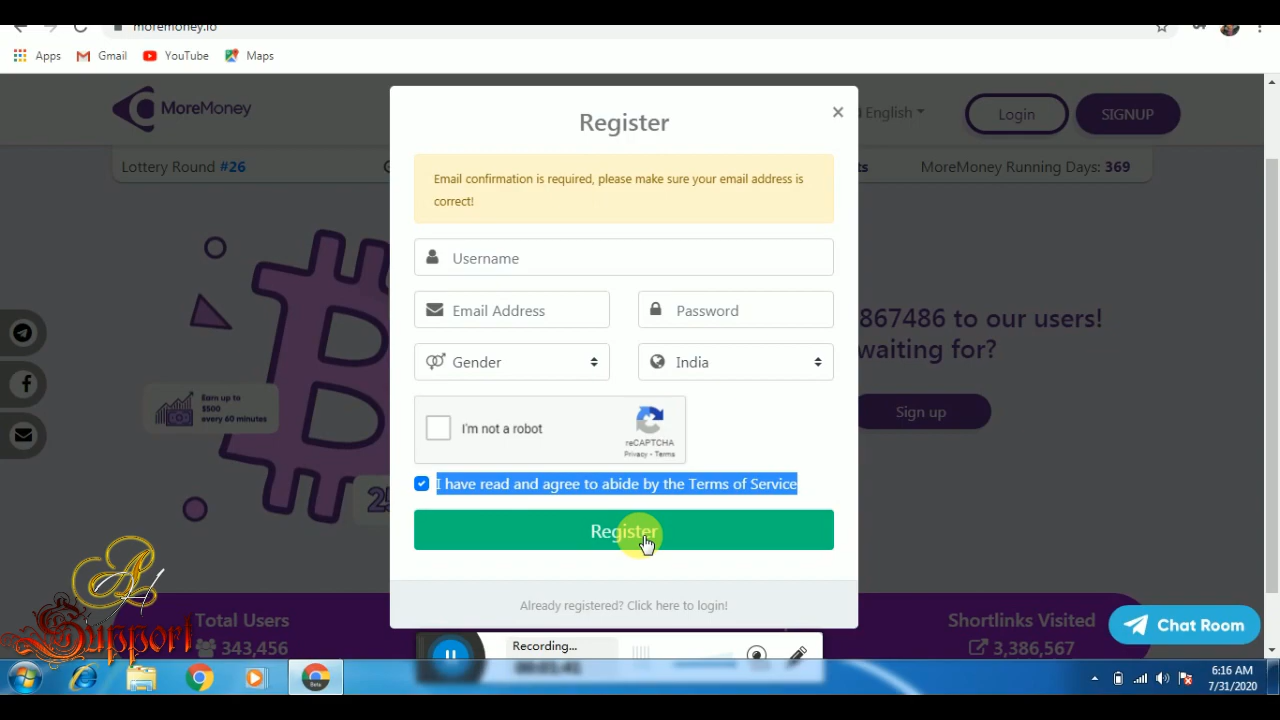 moremoney.io
Apps Gmail YouTube Maps
MoreMoney
English
Login
SIGNUP
Lottery Round #26
MoreMoney Running Days: 369
Register
×
Email confirmation is required, please make sure your email address is
correct!
Username
Email Address
Password
Gender
India
I'm not a robot
reCAPTCHA
Privacy - Terms
I have read and agree to abide by the Terms of Service
Register
Already registered? Click here to login!
867486 to our users!
waiting for?
Sign up
Earn up to
$500
every 60 minutes
A
Support
Total Users
343,456
Shortlinks Visited
3,386,567
Chat Room
Recording...
00:01:41
Beta
6:16 AM
7/31/2020